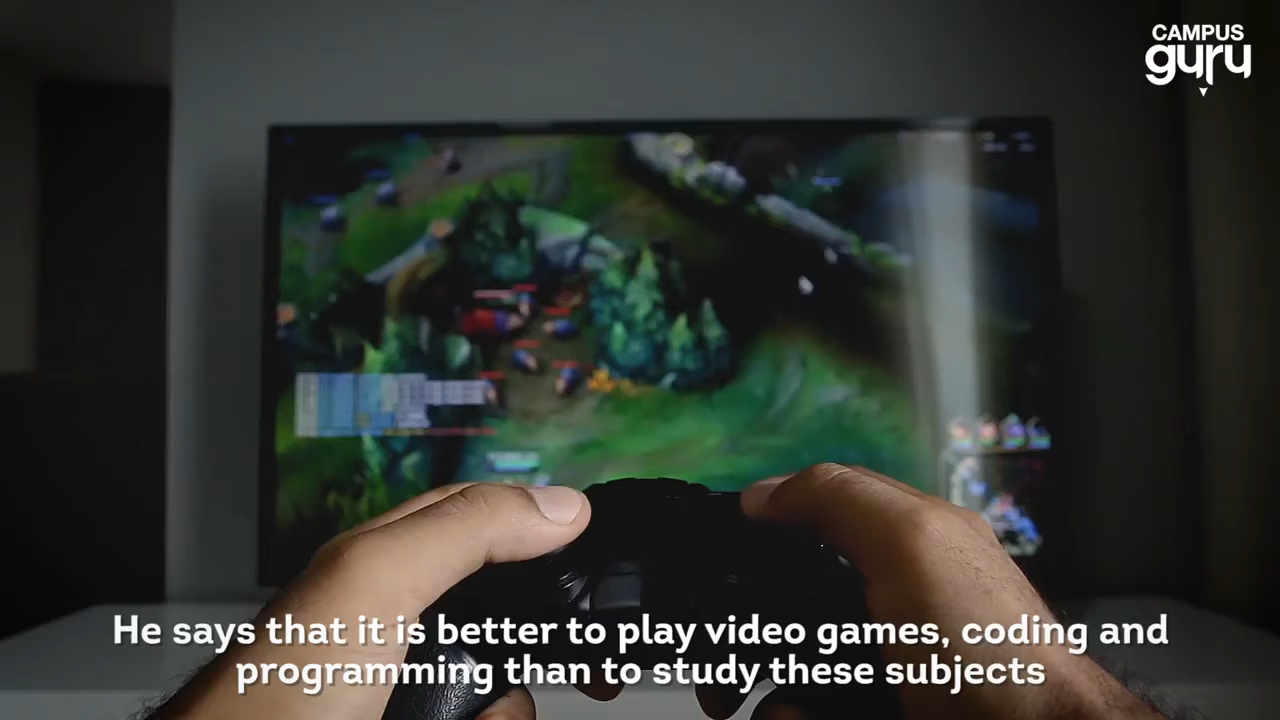 CAMPUS
guru
He says that it is better to play video games, coding and
programming than to study these subjects